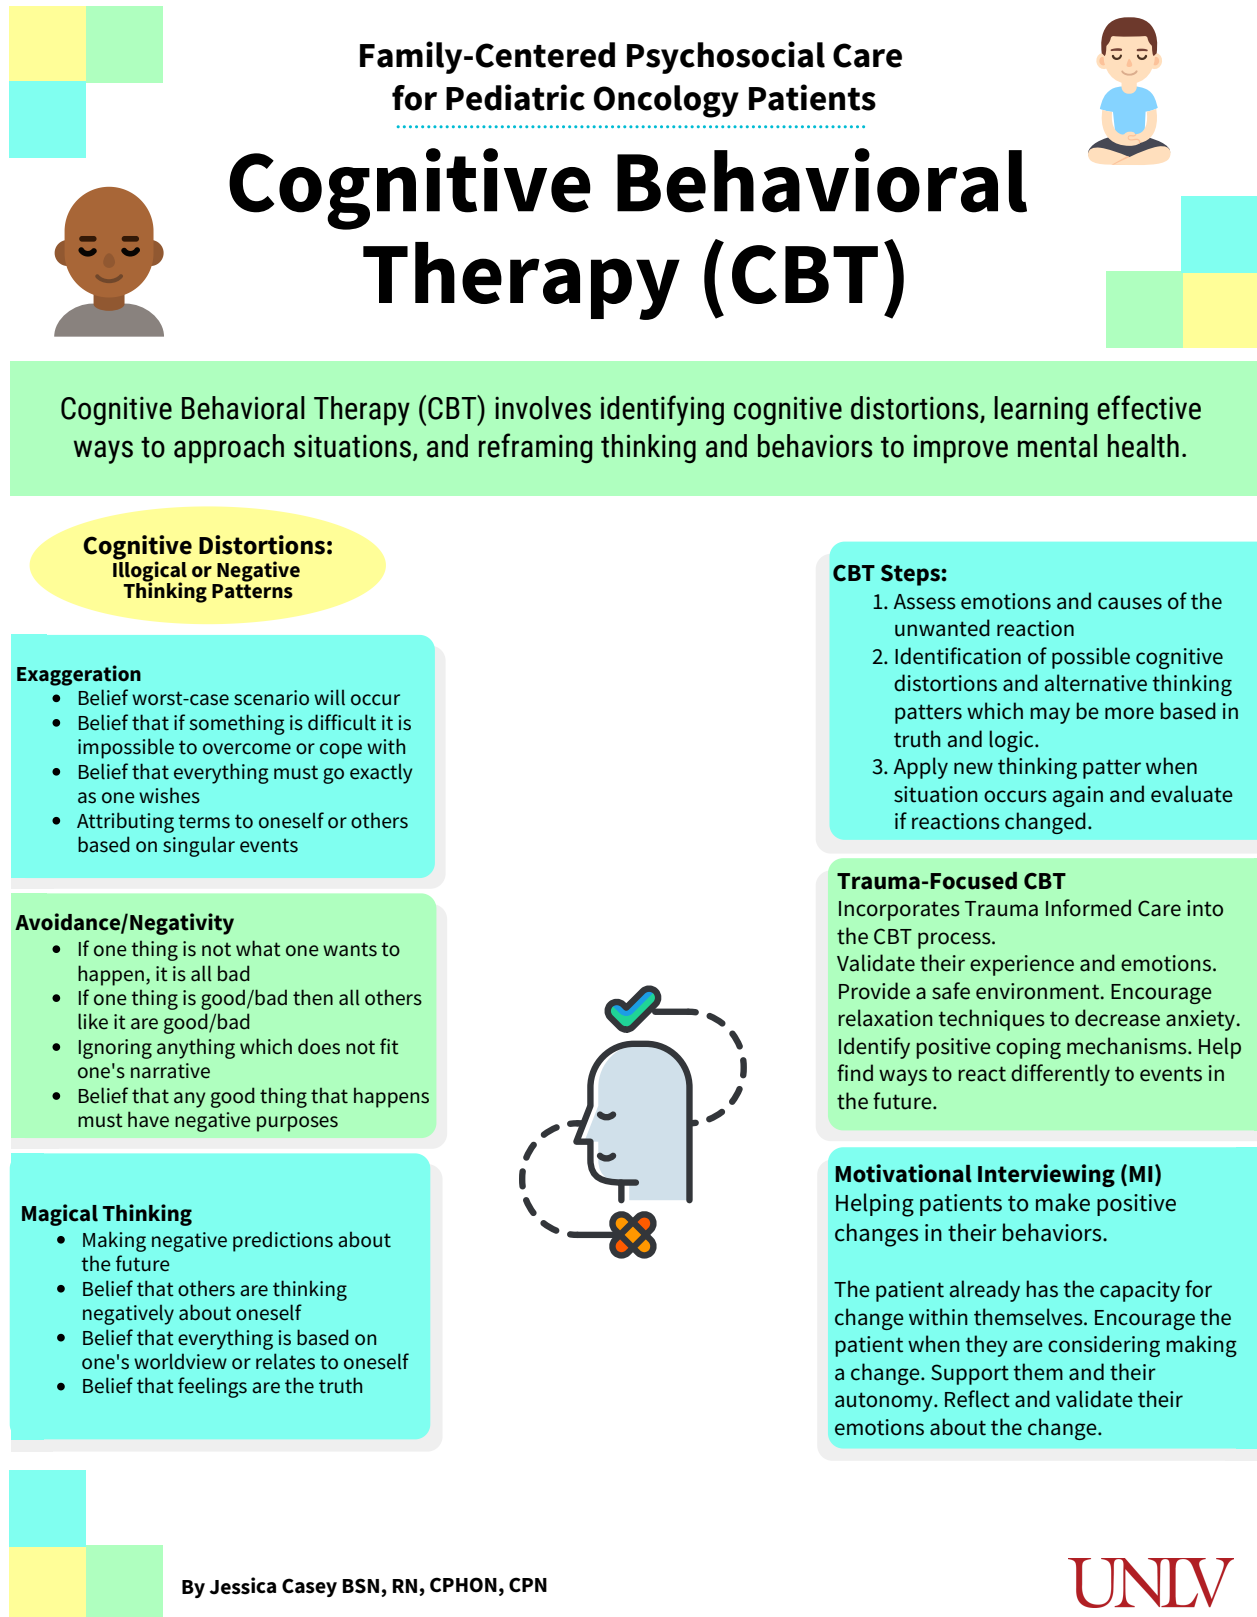 Family-Centered Psychosocial Care
for Pediatric Oncology Patients
Cognitive Behavioral
Therapy (CBT)
Cognitive Behavioral Therapy (CBT) involves identifying cognitive distortions, learning effective
ways to approach situations, and reframing thinking and behaviors to improve mental health.
Cognitive Distortions:
Illogical or Negative
Thinking Patterns
Exaggeration
• Belief worst-case scenario will occur
• Belief that if something is difficult it is
impossible to overcome or cope with
• Belief that everything must go exactly
as one wishes
• Attributing terms to oneself or others
based on singular events
Avoidance/Negativity
• If one thing is not what one wants to
happen, it is all bad
• If one thing is good/bad then all others
like it are good/bad
• Ignoring anything which does not fit
one's narrative
• Belief that any good thing that happens
must have negative purposes
Magical Thinking
• Making negative predictions about
the future
• Belief that others are thinking
negatively about oneself
• Belief that everything is based on
one's worldview or relates to oneself
• Belief that feelings are the truth
CBT Steps:
1. Assess emotions and causes of the
unwanted reaction
2. Identification of possible cognitive
distortions and alternative thinking
patters which may be more based in
truth and logic.
3. Apply new thinking patter when
situation occurs again and evaluate
if reactions changed.
Trauma-Focused CBT
Incorporates Trauma Informed Care into
the CBT process.
Validate their experience and emotions.
Provide a safe environment. Encourage
relaxation techniques to decrease anxiety.
Identify positive coping mechanisms. Help
find ways to react differently to events in
the future.
Motivational Interviewing (MI)
Helping patients to make positive
changes in their behaviors.
The patient already has the capacity for
change within themselves. Encourage the
patient when they are considering making
a change. Support them and their
autonomy. Reflect and validate their
emotions about the change.
By Jessica Casey BSN, RN, CPHON, CPN
UNLV